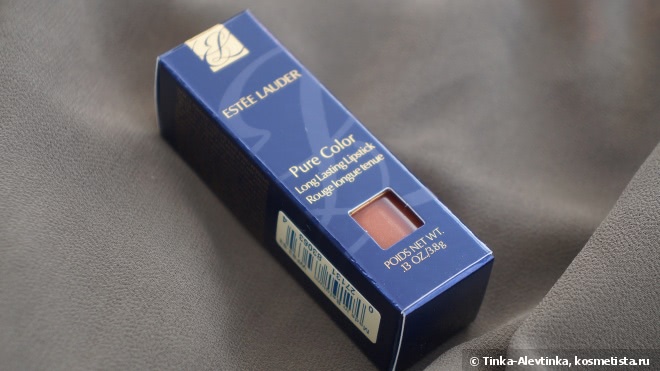 ESTĒE LAUDER
Pure Color
Long Lasting Lipstick
Rouge longue tenue
POIDS NET WT.
.13 OZ./3.8g
© Tinka-Alevtinka, kosmetista.ru